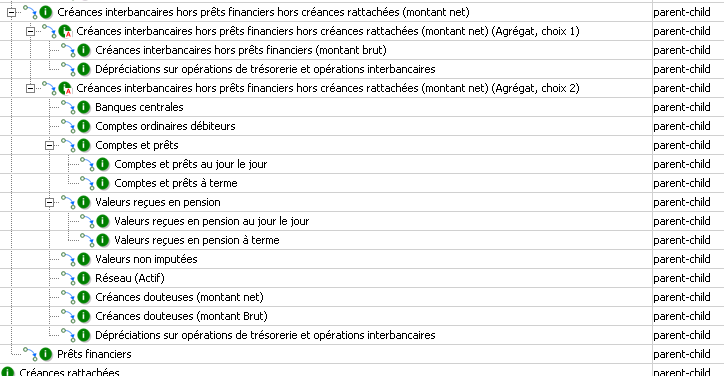 Créances interbancaires hors prêts financiers hors créances rattachées (montant net) parent-child
Créances interbancaires hors prêts financiers hors créances rattachées (montant net) (Agrégat, choix 1) parent-child
Créances interbancaires hors prêts financiers (montant brut) parent-child
Dépréciations sur opérations de trésorerie et opérations interbancaires parent-child
Créances interbancaires hors prêts financiers hors créances rattachées (montant net) (Agrégat, choix 2) parent-child
Banques centrales parent-child
Comptes ordinaires débiteurs parent-child
Comptes et prêts parent-child
Comptes et prêts au jour le jour parent-child
Comptes et prêts à terme parent-child
Valeurs reçues en pension parent-child
Valeurs reçues en pension au jour le jour parent-child
Valeurs reçues en pension à terme parent-child
Valeurs non imputées parent-child
Réseau (Actif) parent-child
Créances douteuses (montant net) parent-child
Créances douteuses (montant Brut) parent-child
Dépréciations sur opérations de trésorerie et opérations interbancaires parent-child
Prêts financiers parent-child
Créances rattachées parent-child